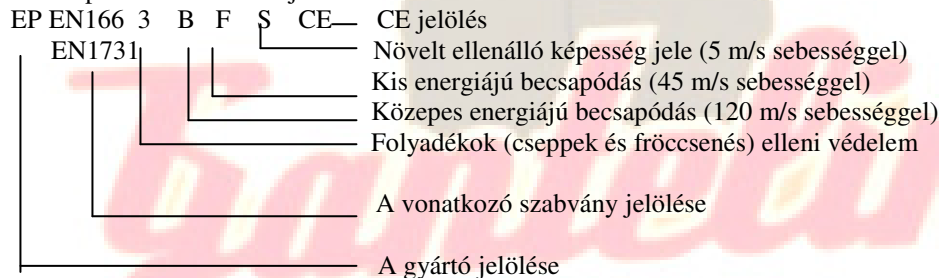 EP EN166 3 B F S CE CE jelölés
EN1731 Növelt ellenálló képesség jele (5 m/s sebességgel)
Kis energiájú becsapódás (45 m/s sebességgel)
Közepes energiájú becsapódás (120 m/s sebességgel)
Folyadékok (cseppek és fröccsenés) elleni védelem
A vonatkozó szabvány jelölése
A gyártó jelölése